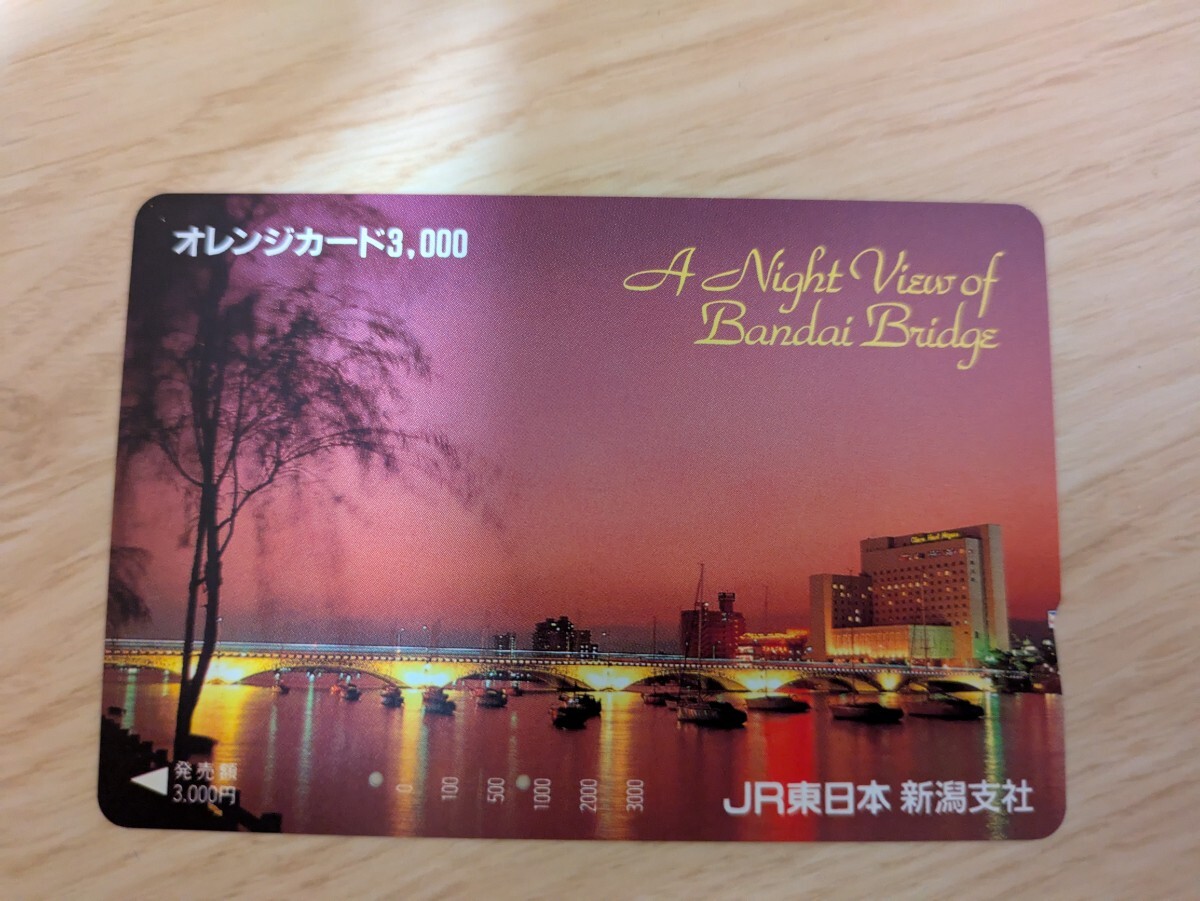 オレンジカード3,000
A Night View of
Bandai Bridge
発売額
3.000円
0 100 500 1000 2000 3000
JR東日本 新潟支社